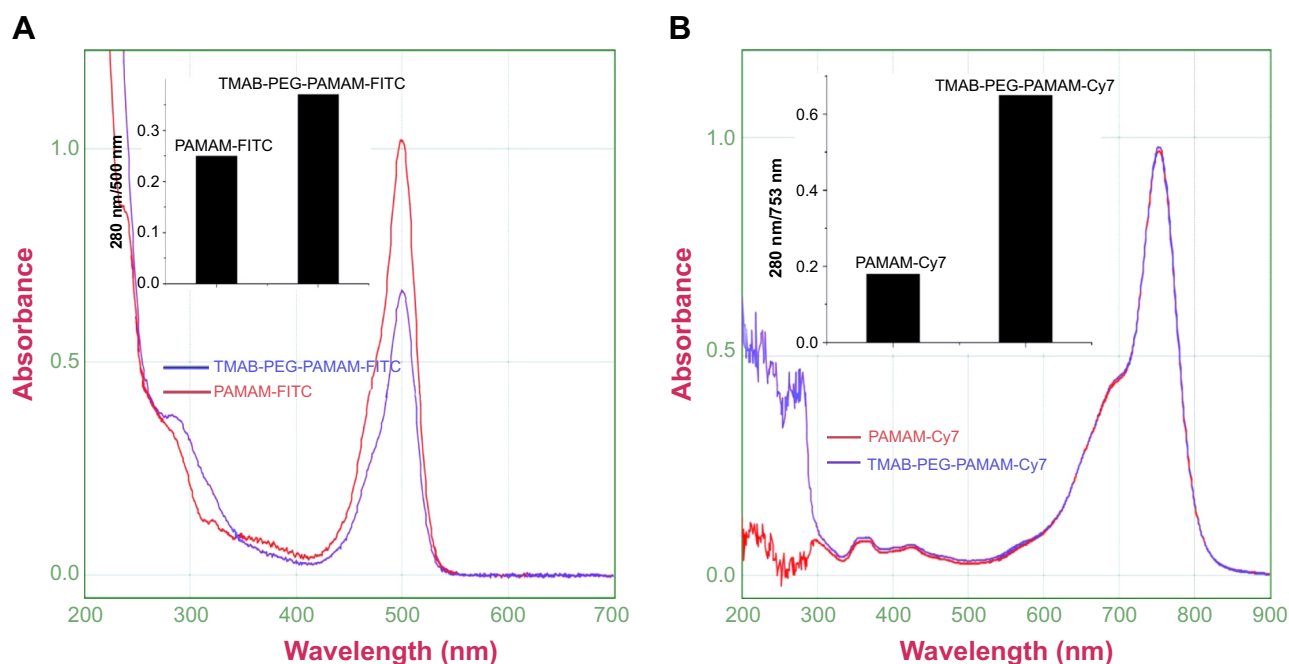 A
TMAB-PEG-PAMAM-FITC
PAMAM-FITC
280 nm/500 nm
0.3
0.2
0.1
0.0
Absorbance
1.0
0.5
0.0
TMAB-PEG-PAMAM-FITC
PAMAM-FITC
200 300 400 500 600 700
Wavelength (nm)
B
TMAB-PEG-PAMAM-Cy7
PAMAM-Cy7
280 nm/753 nm
0.6
0.4
0.2
0.0
Absorbance
1.0
0.5
0.0
PAMAM-Cy7
TMAB-PEG-PAMAM-Cy7
200 300 400 500 600 700 800 900
Wavelength (nm)